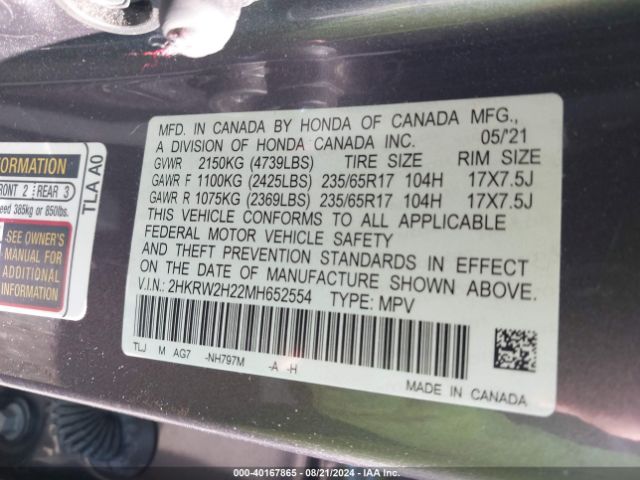 MFD. IN CANADA BY HONDA OF CANADA MFG.,
A DIVISION OF HONDA CANADA INC. 05/21
GVWR 2150KG (4739LBS) TIRE SIZE RIM SIZE
GAWR F 1100KG (2425LBS) 235/65R17 104H 17X7.5J
GAWR R 1075KG (2369LBS) 235/65R17 104H 17X7.5J
THIS VEHICLE CONFORMS TO ALL APPLICABLE
FEDERAL MOTOR VEHICLE SAFETY
AND THEFT PREVENTION STANDARDS IN EFFECT
ON THE DATE OF MANUFACTURE SHOWN ABOVE.
V.I.N.: 2HKRW2H22MH652554 TYPE: MPV
TLJ M AG7 -NH797M -A -H
MADE IN CANADA
FORMATION
RONT 2 REAR 3
eed 385kg or 850lbs.
SEE OWNER'S
MANUAL FOR
ADDITIONAL
INFORMATION
TLA A0
000-40167865 - 08/21/2024 - IAA Inc.